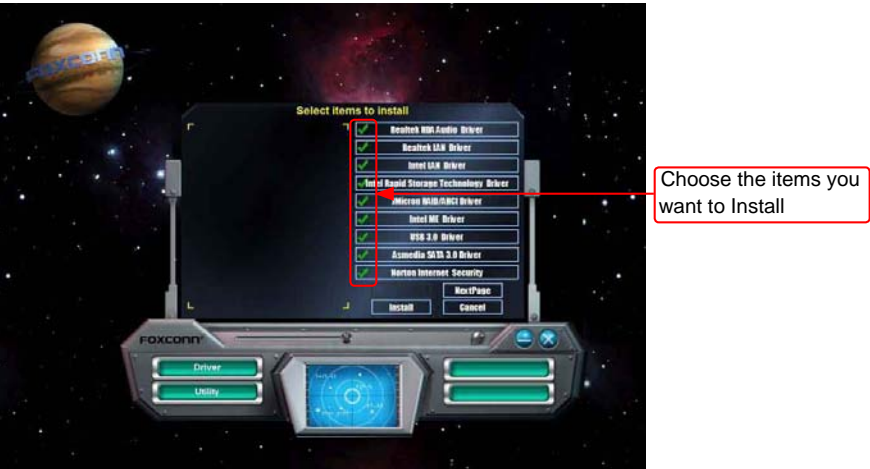 FOXCONN
Select items to install
Realtek HDA Audio Driver
Realtek LAN Driver
Intel LAN Driver
Intel Rapid Storage Technology Driver
JMicron RAID/AHCI Driver
Intel ME Driver
USB 3.0 Driver
Asmedia SATA 3.0 Driver
Norton Internet Security
NextPage
Install
Cancel
Choose the items you
want to Install
FOXCONN
Driver
Utility